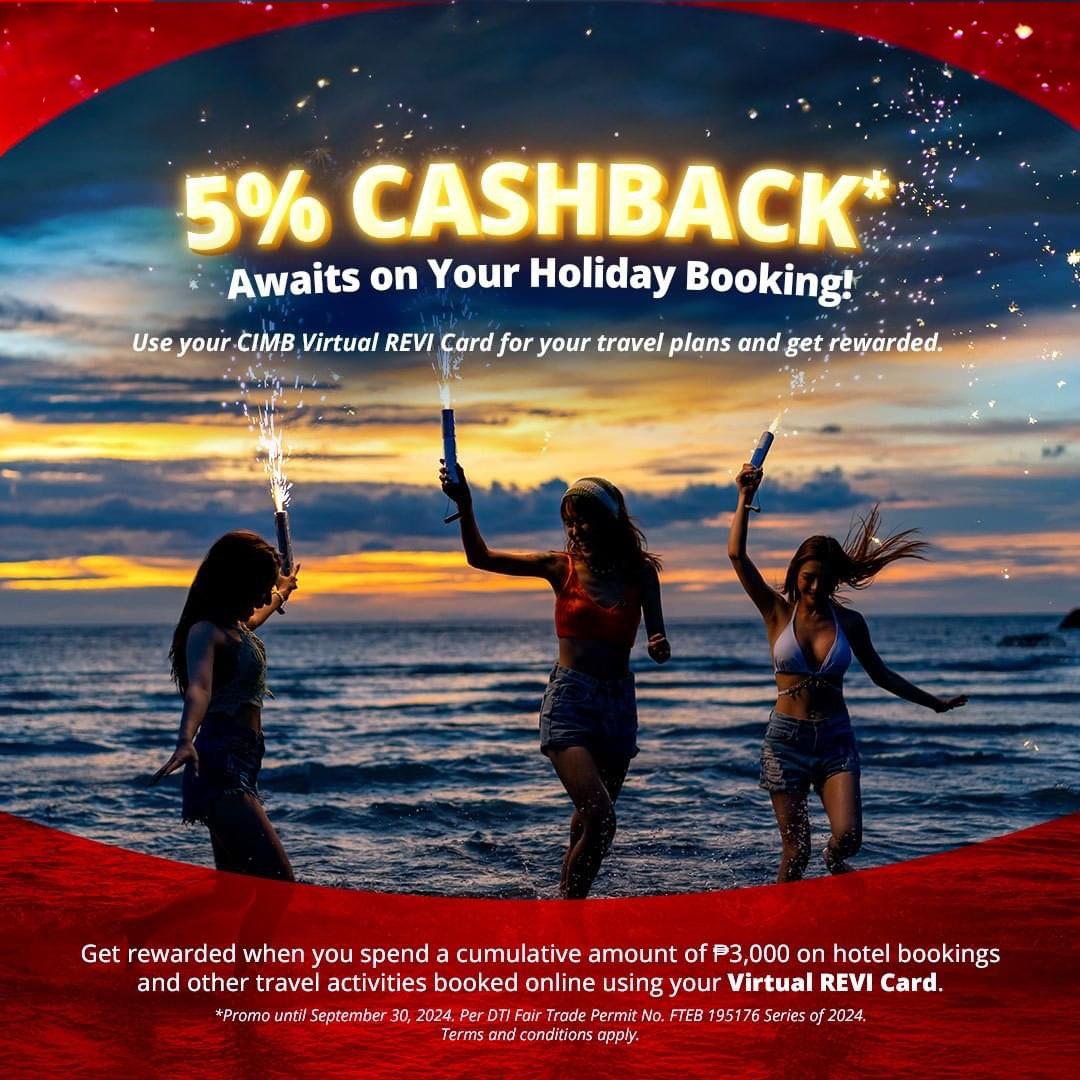 5% CASHBACK*
Awaits on Your Holiday Booking!
Use your CIMB Virtual REVI Card for your travel plans and get rewarded.
Get rewarded when you spend a cumulative amount of ₱3,000 on hotel bookings
and other travel activities booked online using your Virtual REVI Card.
*Promo until September 30, 2024. Per DTI Fair Trade Permit No. FTEB 195176 Series of 2024.
Terms and conditions apply.